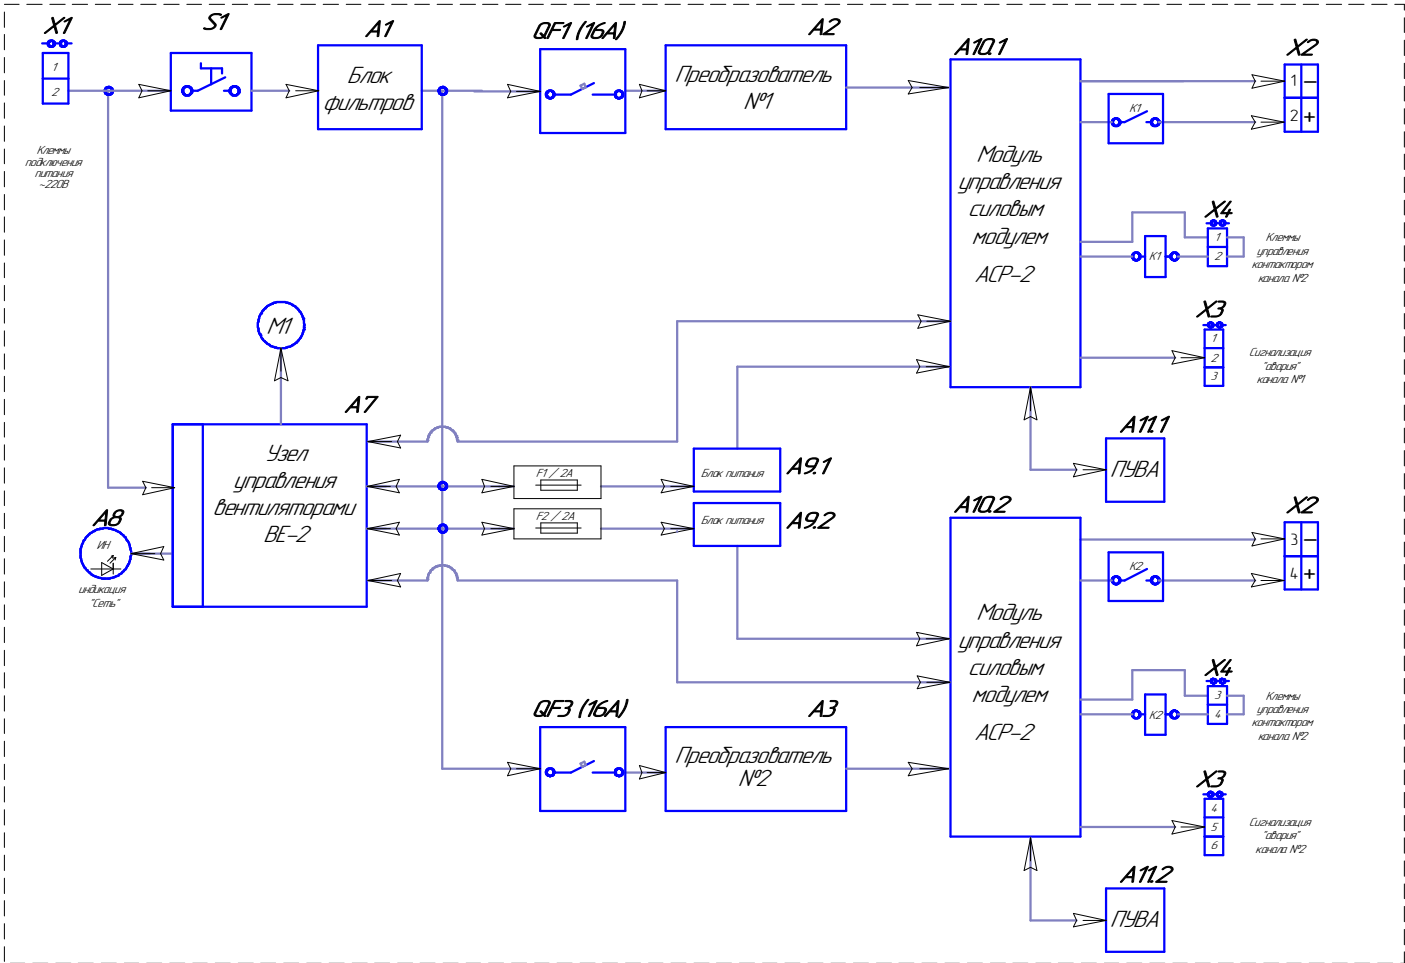 X1
1
2
Клеммы
подключения
питания
~220В
S1
A1
Блок
фильтров
QF1 (16А)
A2
Преобразователь
№1
A10.1
Модуль
управления
силовым
модулем
АСР-2
X2
1 −
2 +
K1
X4
1
2
K1
Клеммы
управления
контактором
канала №2
X3
1
2
3
Сигнализация
"авария"
канала №1
A11.1
ПУВА
M1
A7
Узел
управления
вентиляторами
ВЕ-2
A8
ИН
индикация
"Сеть"
F1 / 2A
F2 / 2A
A9.1
Блок питания
A9.2
Блок питания
A10.2
Модуль
управления
силовым
модулем
АСР-2
X2
3 −
4 +
K2
X4
3
4
K2
Клеммы
управления
контактором
канала №2
QF3 (16А)
A3
Преобразователь
№2
X3
4
5
6
Сигнализация
"авария"
канала №2
A11.2
ПУВА